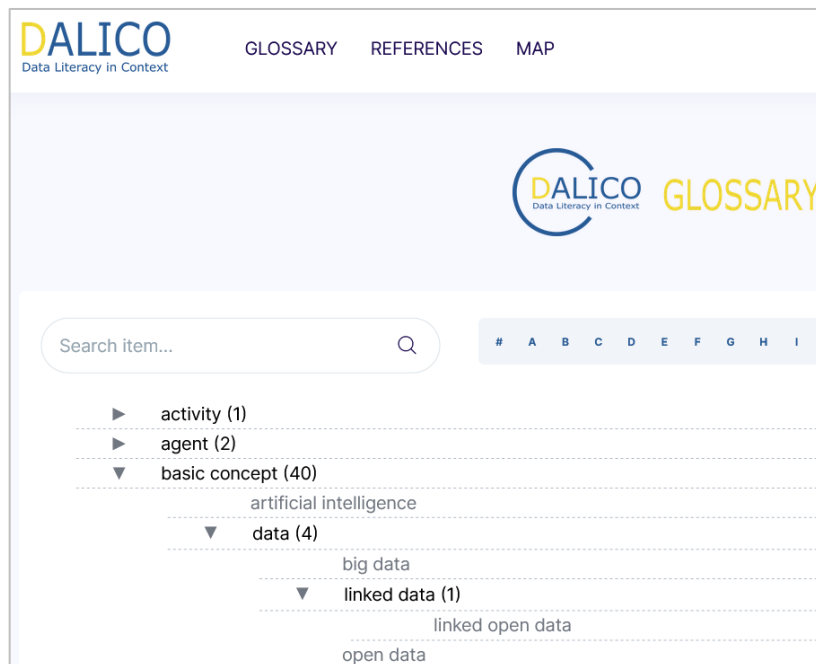 DALICO
Data Literacy in Context
GLOSSARY REFERENCES MAP
DALICO
Data Literacy in Context
GLOSSARY
Search item...
# A B C D E F G H I
activity (1)
agent (2)
basic concept (40)
artificial intelligence
data (4)
big data
linked data (1)
linked open data
open data